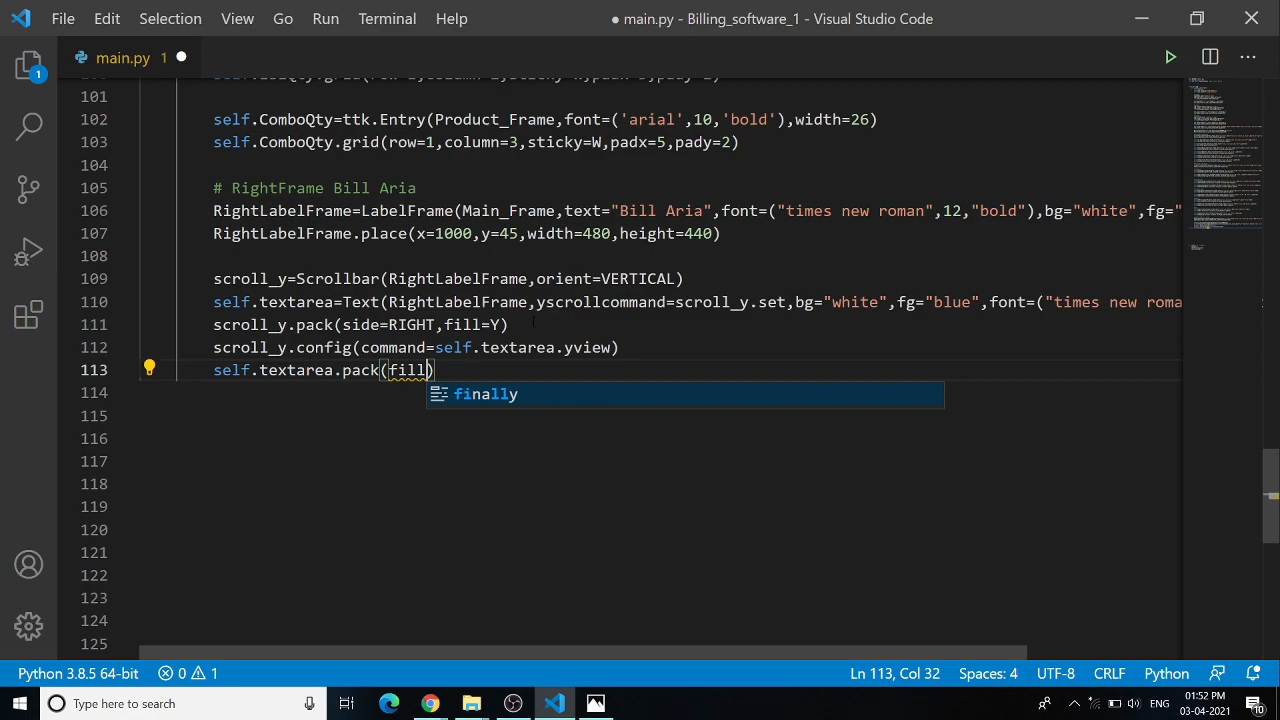 File Edit Selection View Go Run Terminal Help
● main.py - Billing_software_1 - Visual Studio Code
main.py 1
1
101
102 self.ComboQty=ttk.Entry(Product_Frame,font=('arial',10,'bold'),width=26)
103 self.ComboQty.grid(row=1,column=3,sticky=W,padx=5,pady=2)
104
105 # RightFrame Bill Aria
106 "Bill Aria",font=("times new roman" "bold"),bg="white",fg="
107 RightLabelFrame.place(x=1000,y=45,width=480,height=440)
108
109 scroll_y=Scrollbar(RightLabelFrame,orient=VERTICAL)
110 self.textarea=Text(RightLabelFrame,yscrollcommand=scroll_y.set,bg="white",fg="blue",font=("times new roma
111 scroll_y.pack(side=RIGHT,fill=Y)
112 scroll_y.config(command=self.textarea.yview)
113 self.textarea.pack(fill)
finally
114
115
116
117
118
119
120
121
122
123
124
125
Python 3.8.5 64-bit 0 1 Ln 113, Col 32 Spaces: 4 UTF-8 CRLF Python
Type here to search
ENG
01:52 PM
03-04-2021